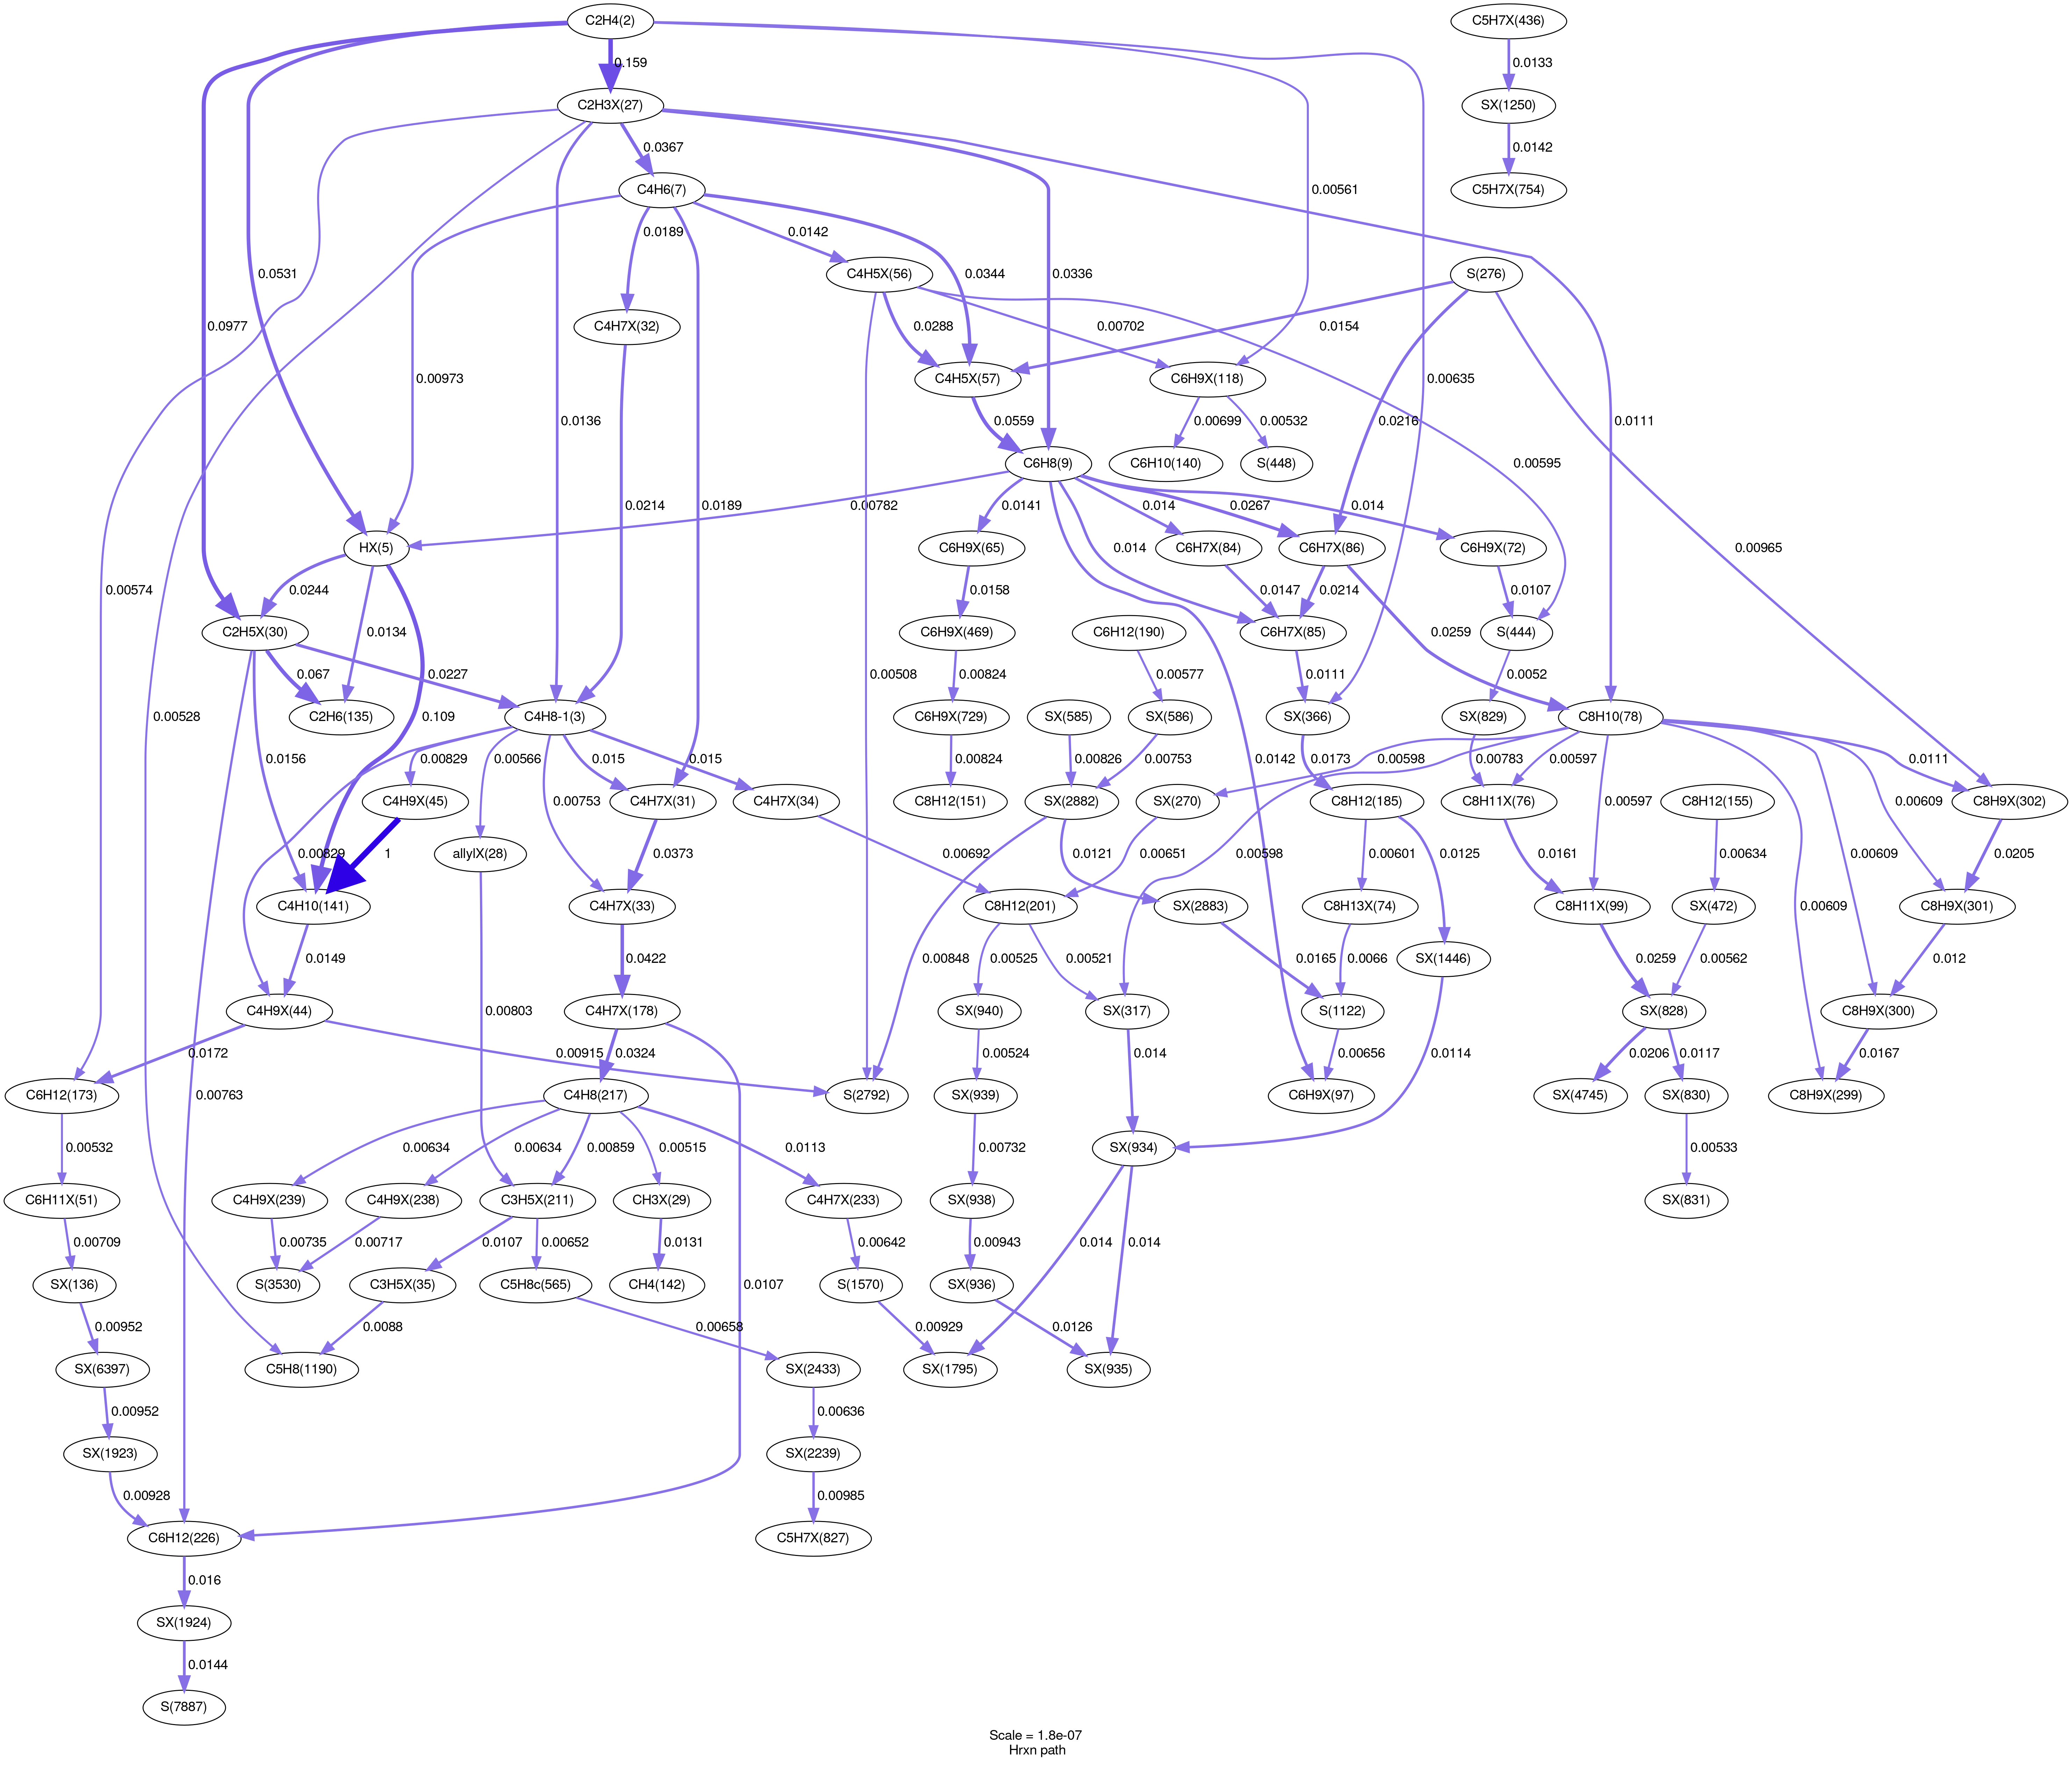 C2H4(2)
C5H7X(436)
0.159
0.0133
C2H3X(27)
SX(1250)
0.0367
0.0142
C4H6(7)
C5H7X(754)
0.00561
0.0189
0.0142
0.0531
C4H5X(56)
0.0344
0.0336
S(276)
0.0977
C4H7X(32)
0.0288
0.00702
0.0154
0.00973
C4H5X(57)
C6H9X(118)
0.00635
0.0136
0.0559
0.00699
0.00532
0.0216
0.0111
C6H8(9)
C6H10(140)
S(448)
0.00595
0.0214
0.0189
0.00782
0.0141
0.014
0.0267
0.014
HX(5)
C6H9X(65)
0.014
C6H7X(84)
C6H7X(86)
C6H9X(72)
0.00965
0.00574
0.0244
0.0158
0.0147
0.0214
0.0107
C2H5X(30)
0.0134
C6H9X(469)
C6H12(190)
C6H7X(85)
S(444)
0.0259
0.067
0.0227
0.00508
0.00824
0.00577
0.0111
0.0052
0.00528
C2H6(135)
0.109
C4H8-1(3)
C6H9X(729)
SX(585)
SX(586)
SX(366)
SX(829)
C8H10(78)
0.0156
0.00829
0.00566
0.015
0.015
0.00824
0.00826
0.00753
0.0142
0.0173
0.00598
0.00783
0.00597
0.0111
C4H9X(45)
0.00753
C4H7X(31)
C4H7X(34)
C8H12(151)
SX(2882)
SX(270)
C8H12(185)
C8H11X(76)
0.00597
C8H12(155)
0.00609
C8H9X(302)
0.00829
1
allylX(28)
0.0373
0.00692
0.0121
0.00651
0.00598
0.00601
0.0125
0.0161
0.00634
0.00609
0.0205
C4H10(141)
C4H7X(33)
C8H12(201)
SX(2883)
C8H13X(74)
C8H11X(99)
SX(472)
0.00609
C8H9X(301)
0.0149
0.0422
0.00848
0.00525
0.00521
0.0165
0.0066
SX(1446)
0.0259
0.00562
0.012
C4H9X(44)
0.00803
C4H7X(178)
SX(940)
SX(317)
S(1122)
SX(828)
C8H9X(300)
0.0172
0.00915
0.0324
0.00524
0.014
0.00656
0.0114
0.0206
0.0117
0.0167
C6H12(173)
0.00763
C4H8(217)
S(2792)
SX(939)
C6H9X(97)
SX(4745)
SX(830)
C8H9X(299)
0.00532
0.00634
0.00634
0.00859
0.00515
0.0113
0.00732
SX(934)
0.00533
C6H11X(51)
C4H9X(239)
C4H9X(238)
C3H5X(211)
CH3X(29)
C4H7X(233)
SX(938)
SX(831)
0.00709
0.00735
0.00717
0.0107
0.00652
0.0131
0.00642
0.00943
0.014
0.014
SX(136)
S(3530)
C3H5X(35)
C5H8c(565)
CH4(142)
0.0107
S(1570)
SX(936)
0.00952
0.0088
0.00658
0.00929
0.0126
SX(6397)
C5H8(1190)
SX(2433)
SX(1795)
SX(935)
0.00952
0.00636
SX(1923)
SX(2239)
0.00928
0.00985
C6H12(226)
C5H7X(827)
0.016
SX(1924)
0.0144
S(7887)
Scale = 1.8e-07
Hrxn path